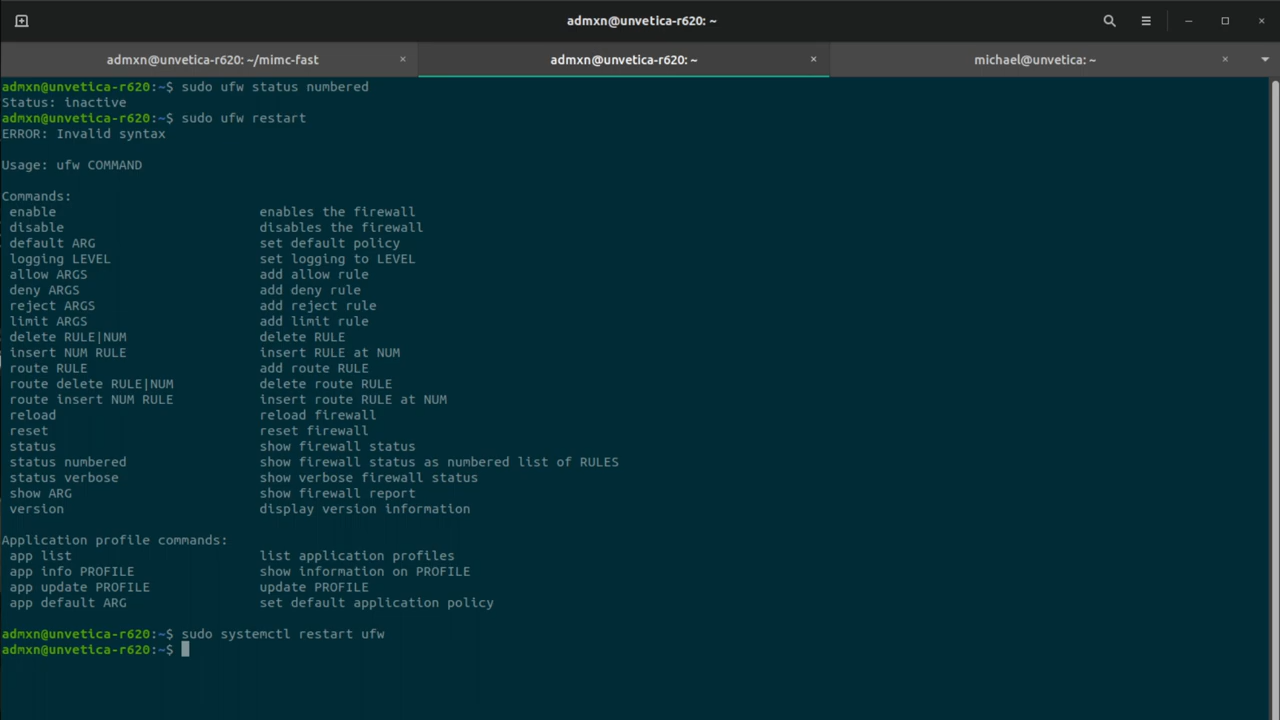 admxn@unvetica-r620: ~
admxn@unvetica-r620: ~/mimc-fast
admxn@unvetica-r620: ~
michael@unvetica: ~
admxn@unvetica-r620:~$ sudo ufw status numbered
Status: inactive
admxn@unvetica-r620:~$ sudo ufw restart
ERROR: Invalid syntax
Usage: ufw COMMAND
Commands:
enable enables the firewall
disable disables the firewall
default ARG set default policy
logging LEVEL set logging to LEVEL
allow ARGS add allow rule
deny ARGS add deny rule
reject ARGS add reject rule
limit ARGS add limit rule
delete RULE|NUM delete RULE
insert NUM RULE insert RULE at NUM
route RULE add route RULE
route delete RULE|NUM delete route RULE
route insert NUM RULE insert route RULE at NUM
reload reload firewall
reset reset firewall
status show firewall status
status numbered show firewall status as numbered list of RULES
status verbose show verbose firewall status
show ARG show firewall report
version display version information
Application profile commands:
app list list application profiles
app info PROFILE show information on PROFILE
app update PROFILE update PROFILE
app default ARG set default application policy
admxn@unvetica-r620:~$ sudo systemctl restart ufw
admxn@unvetica-r620:~$